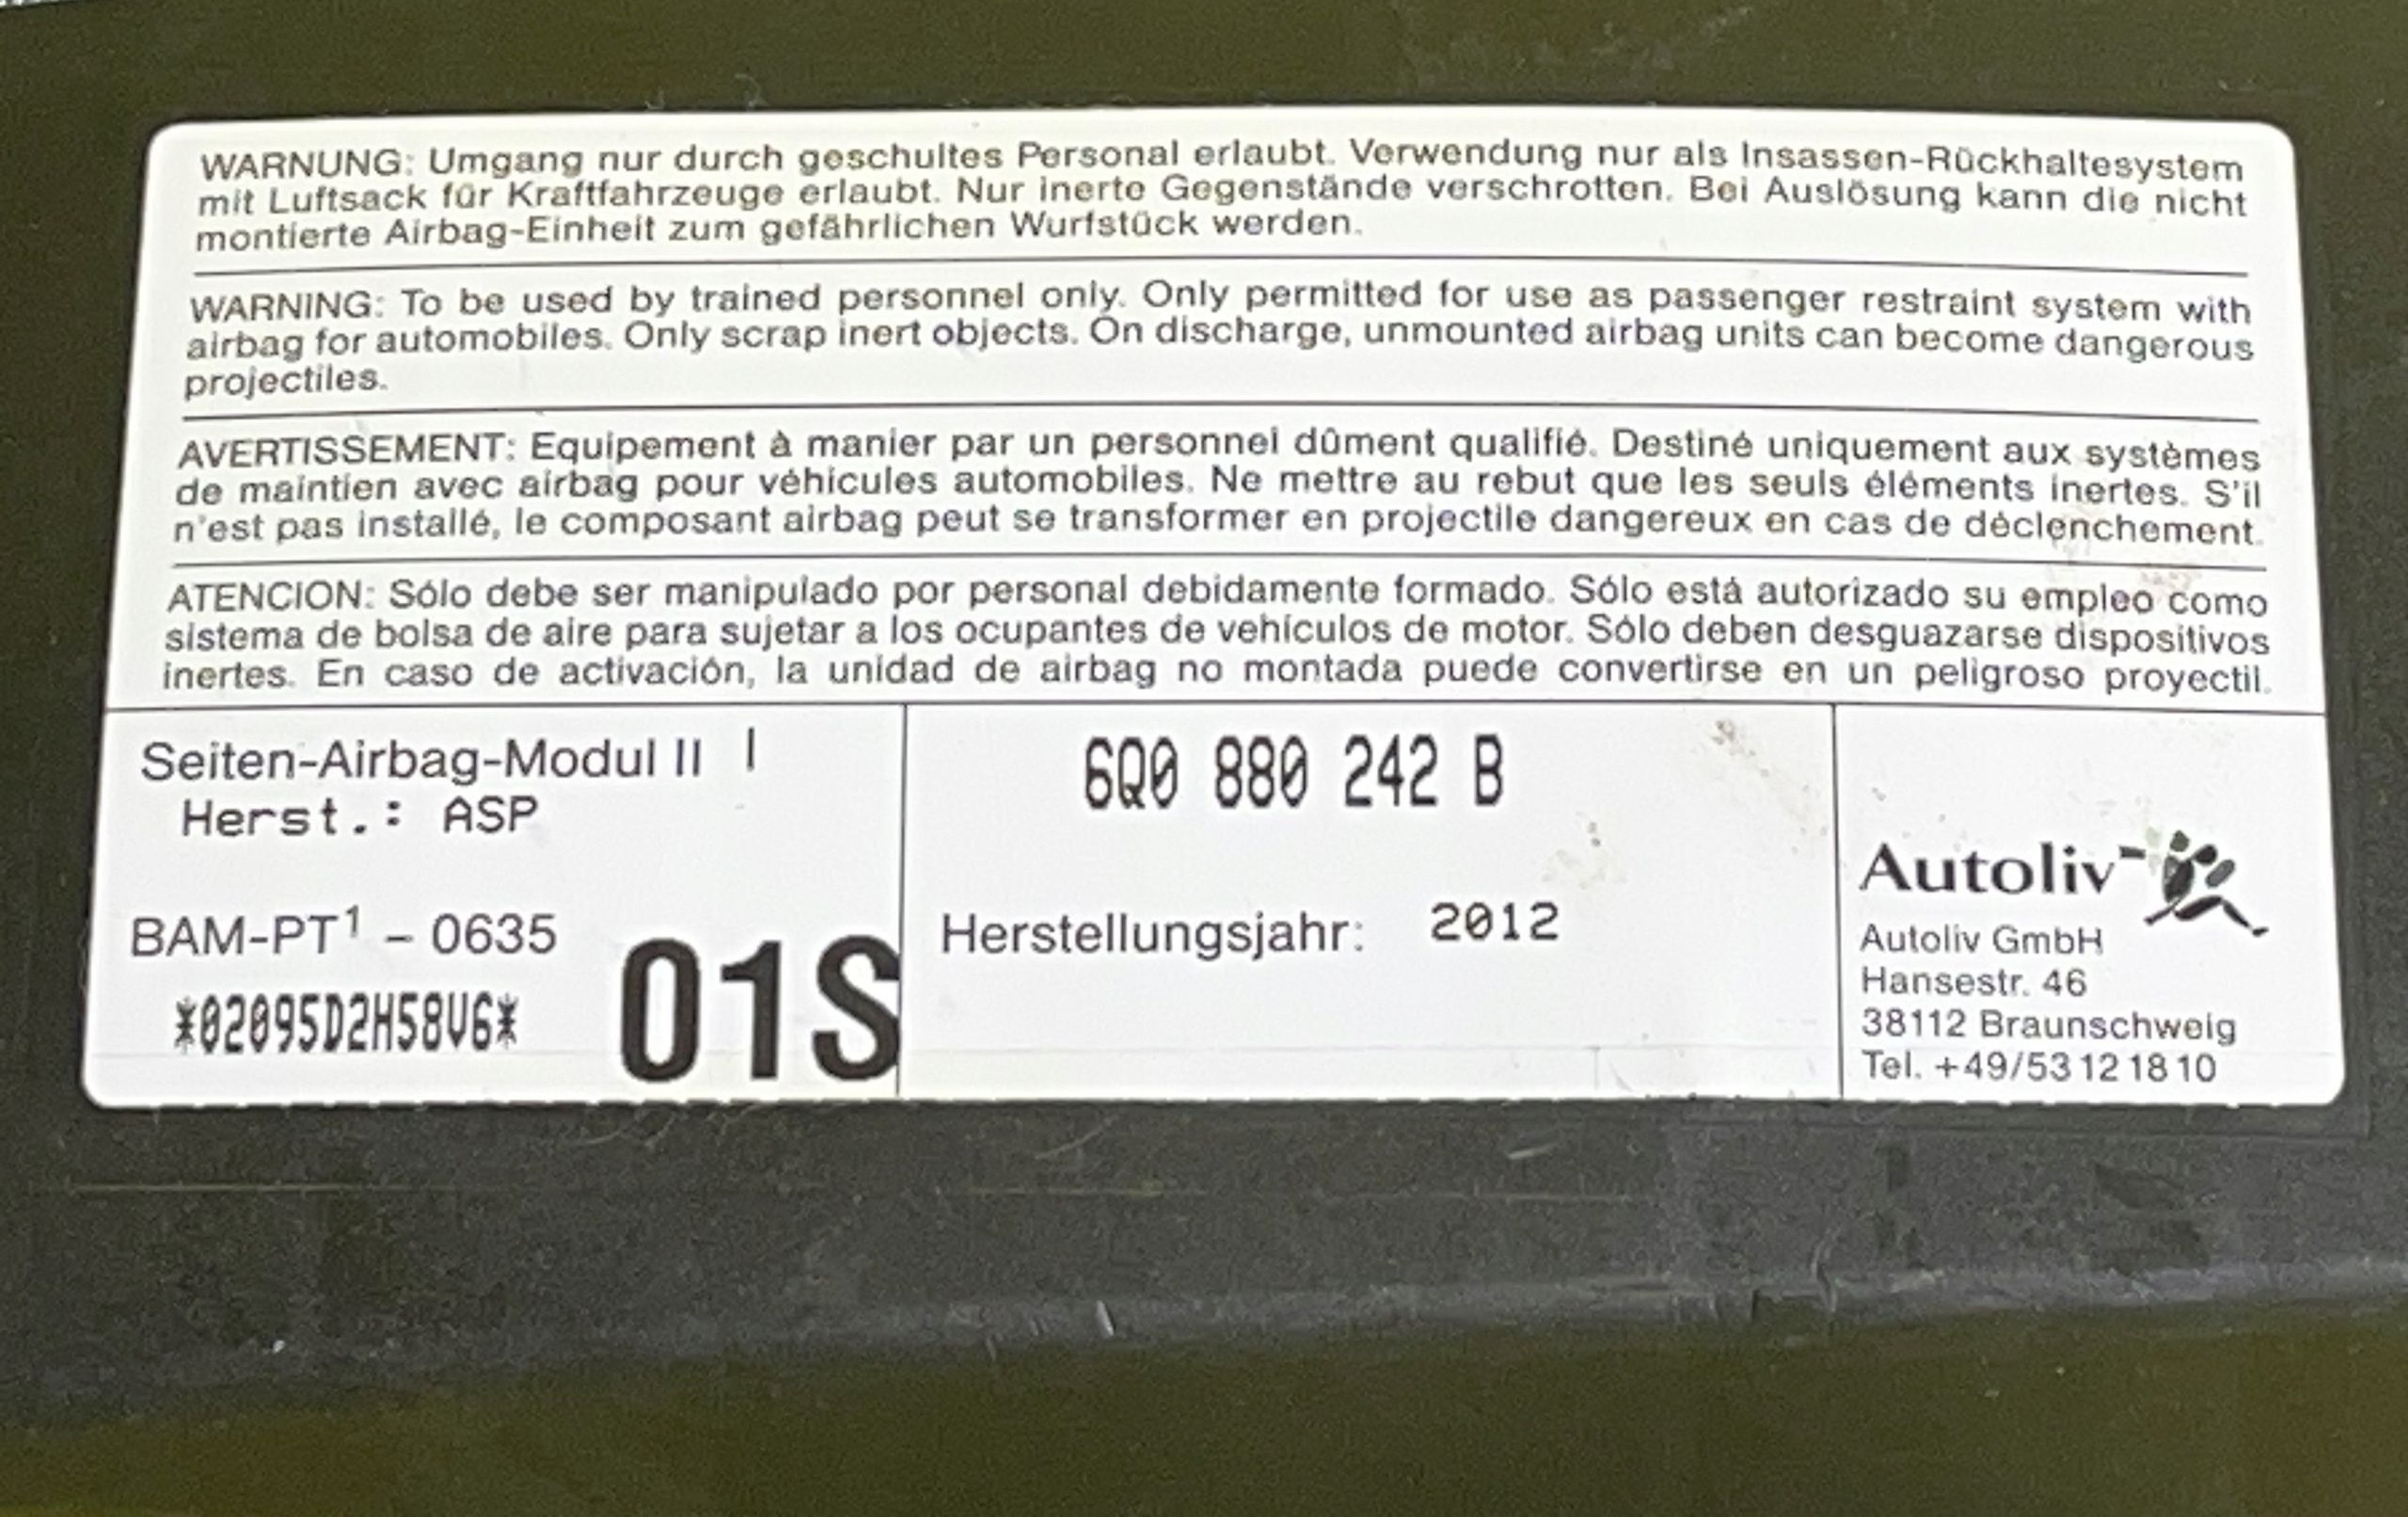 WARNUNG: Umgang nur durch geschultes Personal erlaubt. Verwendung nur als Insassen-Rückhaltesystem
mit Luftsack für Kraftfahrzeuge erlaubt. Nur inerte Gegenstände verschrotten. Bei Auslösung kann die nicht
montierte Airbag-Einheit zum gefährlichen Wurfstück werden.
WARNING: To be used by trained personnel only. Only permitted for use as passenger restraint system with
airbag for automobiles. Only scrap inert objects. On discharge, unmounted airbag units can become dangerous
projectiles.
AVERTISSEMENT: Equipement à manier par un personnel dûment qualifié. Destiné uniquement aux systèmes
de maintien avec airbag pour véhicules automobiles. Ne mettre au rebut que les seuls éléments inertes. S'il
n'est pas installé, le composant airbag peut se transformer en projectile dangereux en cas de déclenchement.
ATENCION: Sólo debe ser manipulado por personal debidamente formado. Sólo está autorizado su empleo como
sistema de bolsa de aire para sujetar a los ocupantes de vehículos de motor. Sólo deben desguazarse dispositivos
inertes. En caso de activación, la unidad de airbag no montada puede convertirse en un peligroso proyectil.
Seiten-Airbag-Modul II l
Herst.: ASP
BAM-PT¹ - 0635
*02095D2H58V6*
01S
6Q0 880 242 B
Herstellungsjahr: 2012
Autoliv
Autoliv GmbH
Hansestr. 46
38112 Braunschweig
Tel. +49/53 12 18 10